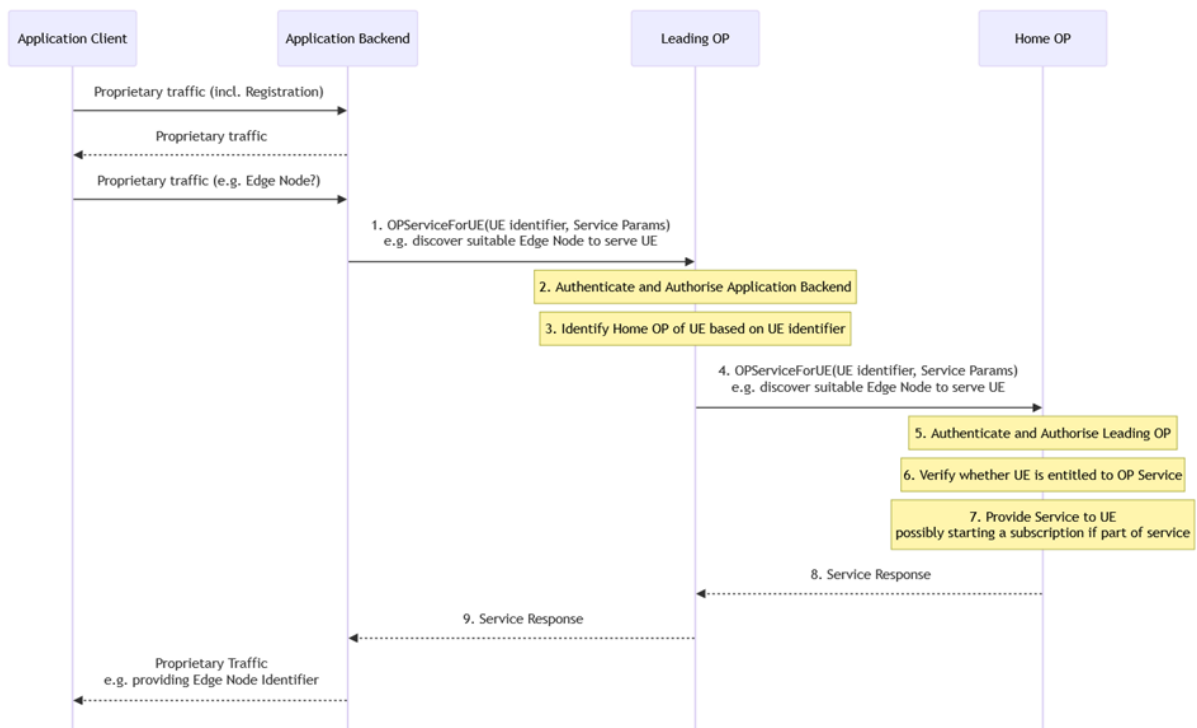 Application Client
Application Backend
Leading OP
Home OP
Proprietary traffic (incl. Registration)
Proprietary traffic
Proprietary traffic (e.g. Edge Node?)
1. OPServiceForUE(UE identifier, Service Params)
e.g. discover suitable Edge Node to serve UE
2. Authenticate and Authorise Application Backend
3. Identify Home OP of UE based on UE identifier
4. OPServiceForUE(UE identifier, Service Params)
e.g. discover suitable Edge Node to serve UE
5. Authenticate and Authorise Leading OP
6. Verify whether UE is entitled to OP Service
7. Provide Service to UE
possibly starting a subscription if part of service
8. Service Response
9. Service Response
Proprietary Traffic
e.g. providing Edge Node Identifier